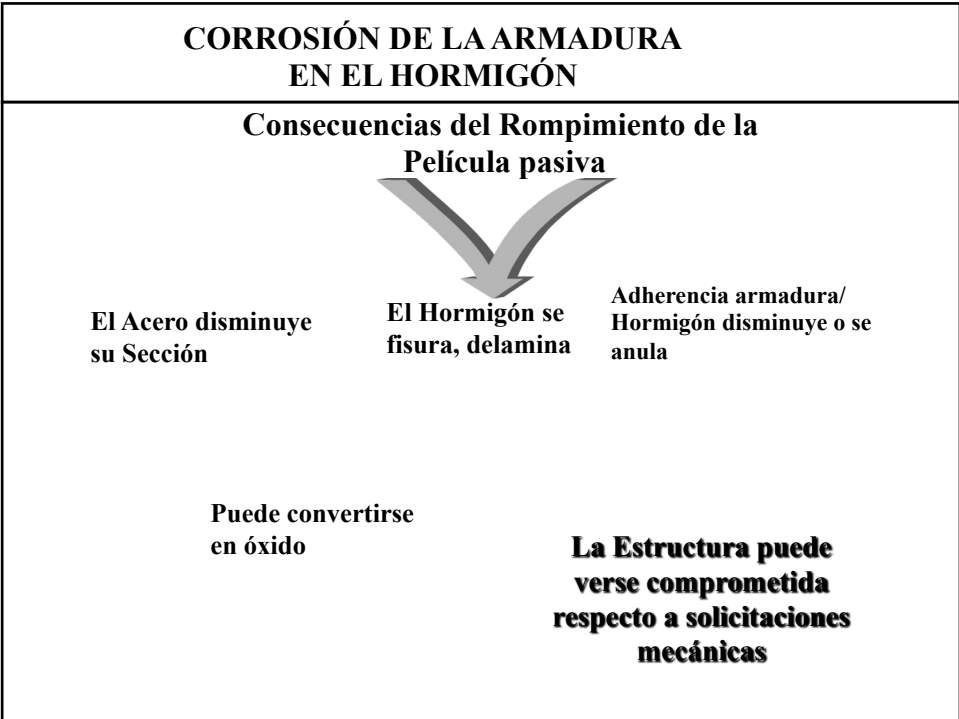 CORROSIÓN DE LA ARMADURA
EN EL HORMIGÓN
Consecuencias del Rompimiento de la
Película pasiva
El Acero disminuye
su Sección
El Hormigón se
fisura, delamina
Adherencia armadura/
Hormigón disminuye o se
anula
Puede convertirse
en óxido
La Estructura puede
verse comprometida
respecto a solicitaciones
mecánicas